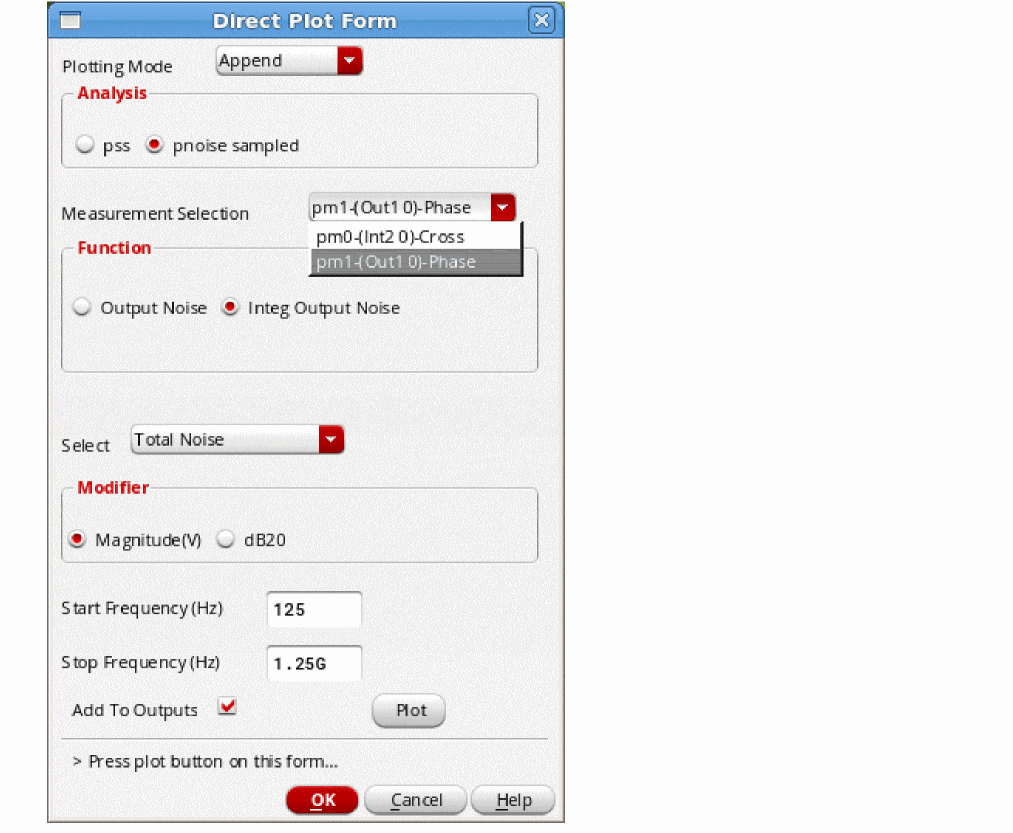 Direct Plot Form
Plotting Mode Append
Analysis
pss pnoise sampled
Measurement Selection pm1-(Out1 0)-Phase
pm0-(Int2 0)-Cross
Function
pm1-(Out1 0)-Phase
Output Noise Integ Output Noise
Select Total Noise
Modifier
Magnitude(V) dB20
Start Frequency(Hz) 125
Stop Frequency(Hz) 1.25G
Add To Outputs Plot
> Press plot button on this form...
OK Cancel Help